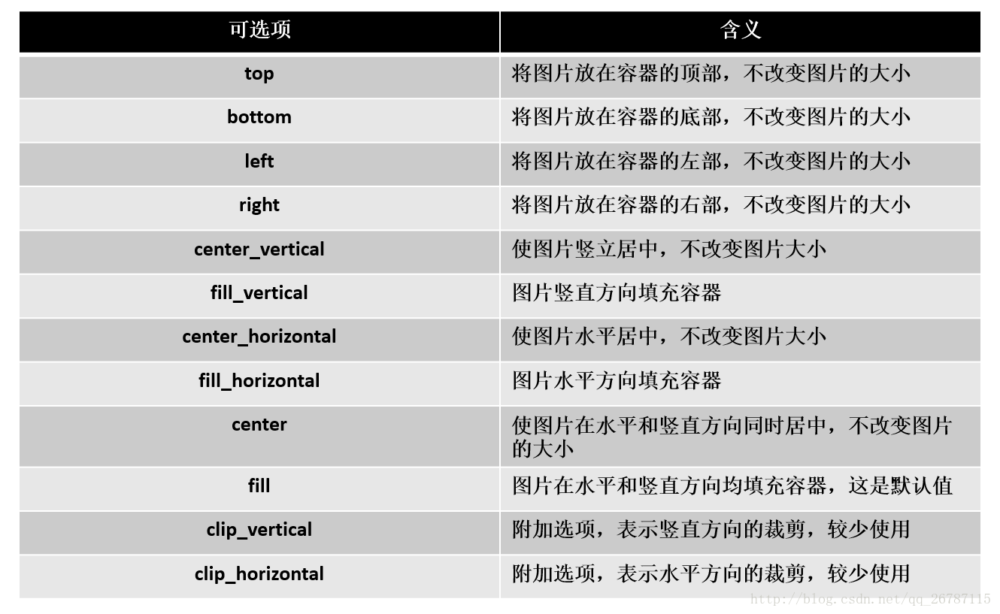 可选项 含义
top 将图片放在容器的顶部，不改变图片的大小
bottom 将图片放在容器的底部，不改变图片的大小
left 将图片放在容器的左部，不改变图片的大小
right 将图片放在容器的右部，不改变图片的大小
center_vertical 使图片竖立居中，不改变图片大小
fill_vertical 图片竖直方向填充容器
center_horizontal 使图片水平居中，不改变图片大小
fill_horizontal 图片水平方向填充容器
center 使图片在水平和竖直方向同时居中，不改变图片
的大小
fill 图片在水平和竖直方向均填充容器，这是默认值
clip_vertical 附加选项，表示竖直方向的裁剪，较少使用
clip_horizontal 附加选项，表示水平方向的裁剪，较少使用
http://blog.csdn.net/qq_26787115